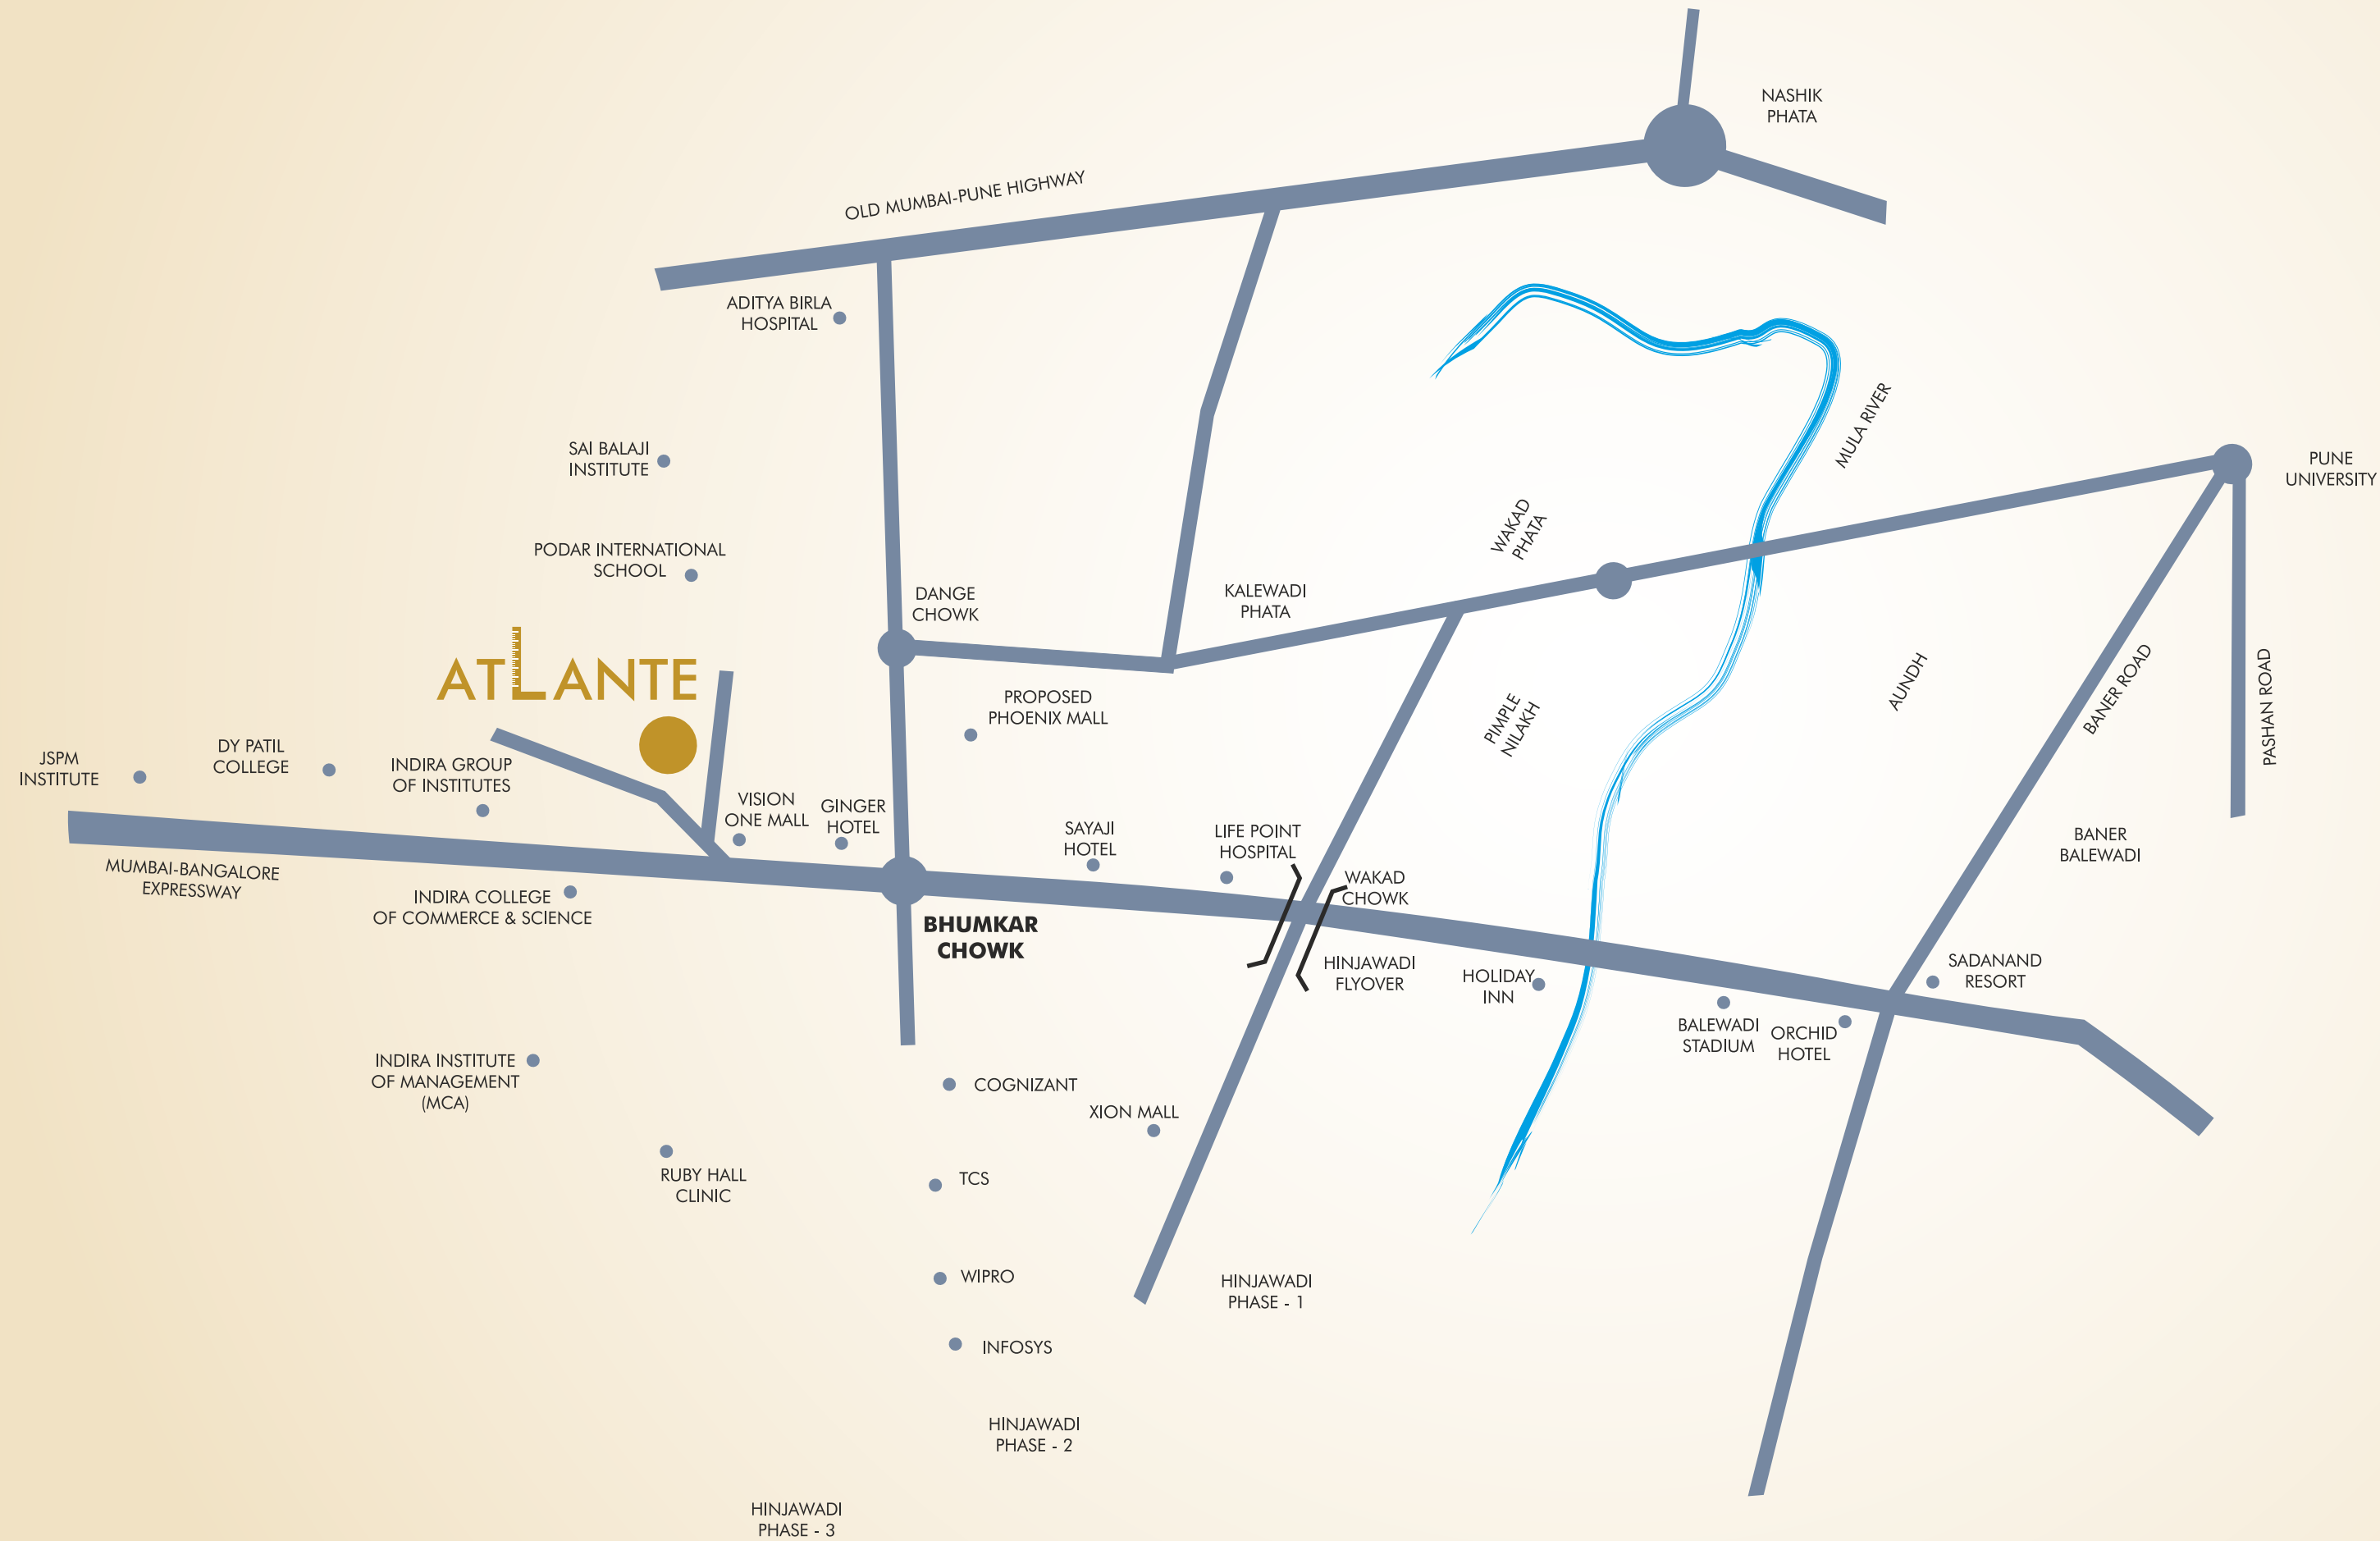 NASHIK
PHATA
OLD MUMBAI-PUNE HIGHWAY
ADITYA BIRLA
HOSPITAL
MULA RIVER
SAI BALAJI
INSTITUTE
PUNE
UNIVERSITY
WAKAD
PHATA
PODAR INTERNATIONAL
SCHOOL
DANGE
CHOWK
KALEWADI
PHATA
ATLANTE
PROPOSED
PHOENIX MALL
PIMPLE
NILAKH
AUNDH
BANER ROAD
PASHAN ROAD
JSPM
INSTITUTE
DY PATIL
COLLEGE
INDIRA GROUP
OF INSTITUTES
VISION
ONE MALL
GINGER
HOTEL
SAYAJI
HOTEL
LIFE POINT
HOSPITAL
BANER
BALEWADI
MUMBAI-BANGALORE
EXPRESSWAY
INDIRA COLLEGE
OF COMMERCE & SCIENCE
WAKAD
CHOWK
BHUMKAR
CHOWK
HINJAWADI
FLYOVER
HOLIDAY
INN
SADANAND
RESORT
BALEWADI
STADIUM
ORCHID
HOTEL
INDIRA INSTITUTE
OF MANAGEMENT
(MCA)
COGNIZANT
XION MALL
RUBY HALL
CLINIC
TCS
WIPRO
HINJAWADI
PHASE - 1
INFOSYS
HINJAWADI
PHASE - 2
HINJAWADI
PHASE - 3